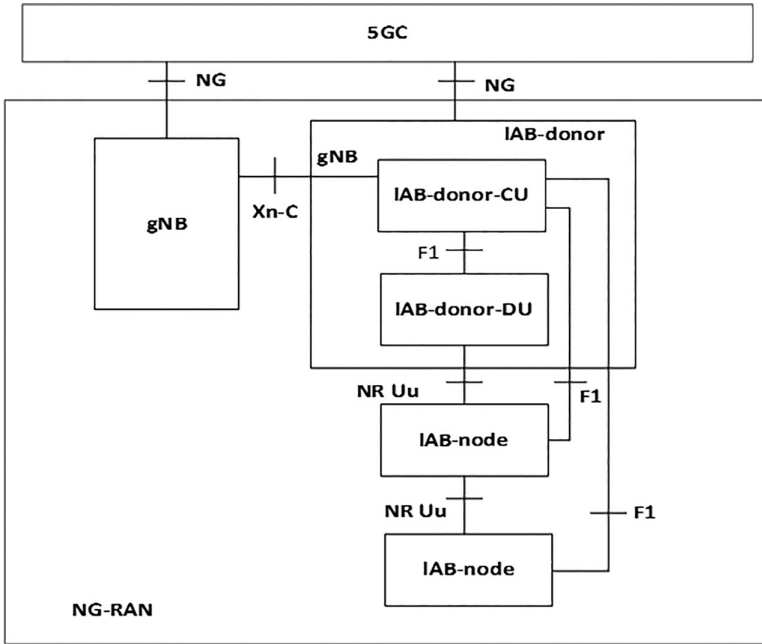 5GC
NG
NG
IAB-donor
gNB
gNB
Xn-C
IAB-donor-CU
F1
IAB-donor-DU
NR Uu
F1
IAB-node
NR Uu
F1
IAB-node
NG-RAN